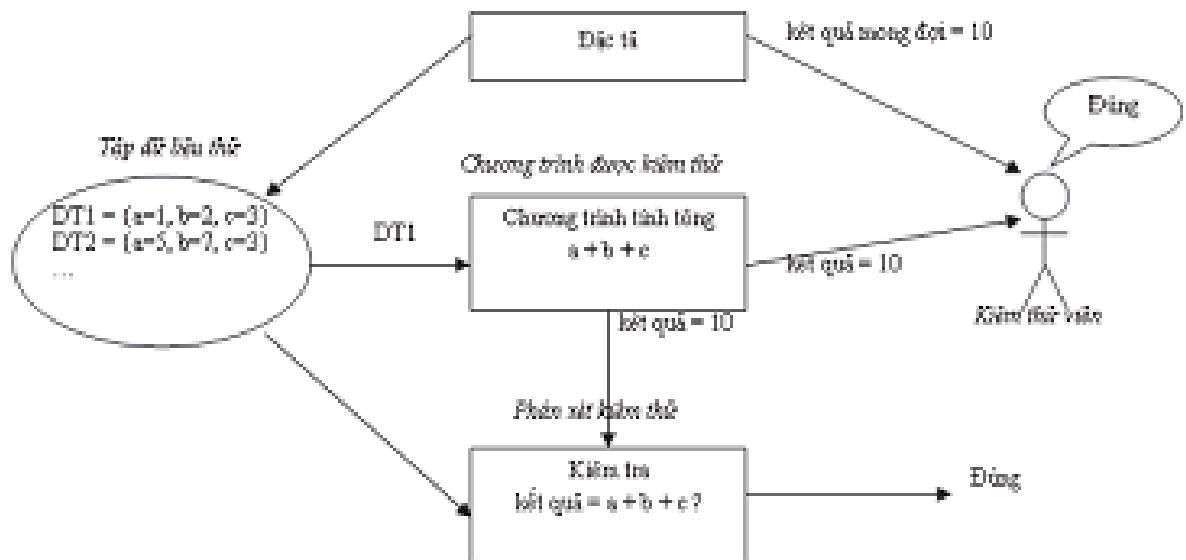 Đặc tả
kết quả mong đợi = 10
Đúng
Tập dữ liệu thử
Chương trình được kiểm thử
DT1 = {a=1, b=2, c=3}
DT2 = {a=5, b=7, c=3}
...
DT1
Chương trình tính tổng
a + b + c
kết quả = 10
Kiểm thử viên
kết quả = 10
Phán xét kiểm thử
Kiểm tra
kết quả = a + b + c ?
Đúng